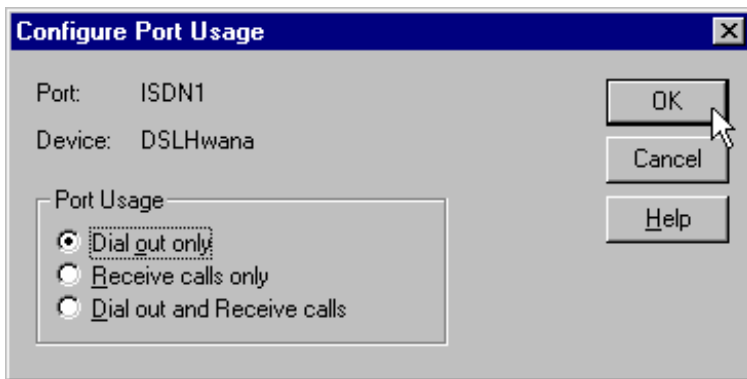 Configure Port Usage
Port: ISDN1
Device: DSLHwana
Port Usage
Dial out only
Receive calls only
Dial out and Receive calls
OK
Cancel
Help